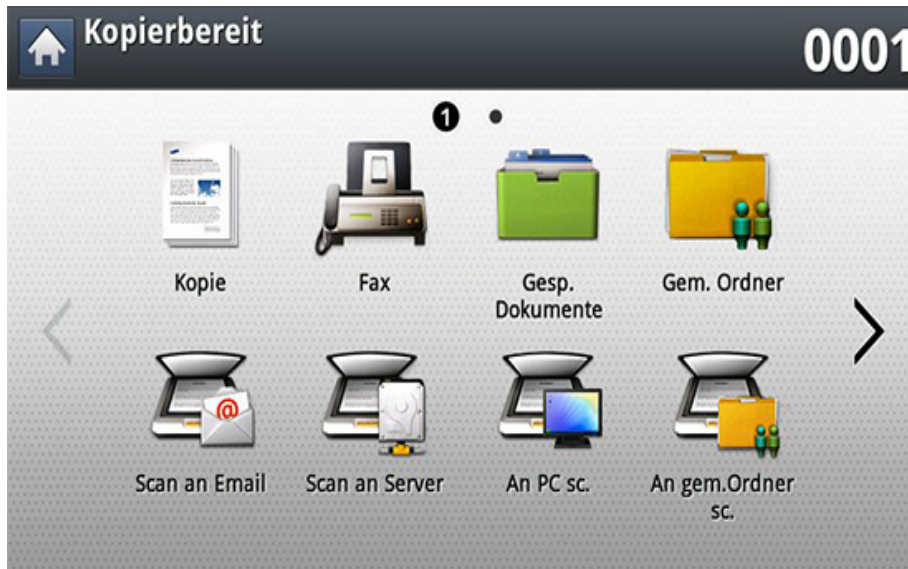 Kopierbereit
0001
1
Kopie
Fax
Gesp.
Dokumente
Gem. Ordner
@
Scan an Email
Scan an Server
An PC sc.
An gem.Ordner
sc.